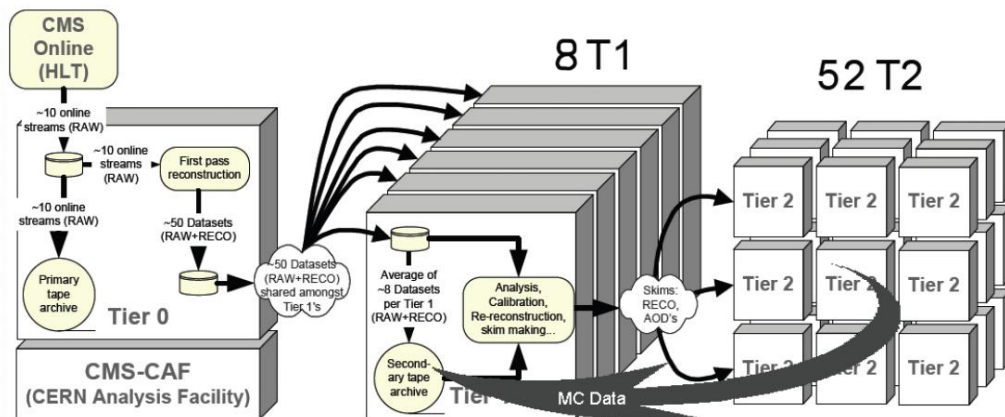 CMS
Online
(HLT)
8 T1
52 T2
~10 online
streams (RAW)
~10 online
streams
(RAW)
First pass
reconstruction
~10 online
streams (RAW)
~50 Datasets
(RAW+RECO)
Primary
tape
archive
Tier 0
CMS-CAF
(CERN Analysis Facility)
~50 Datasets
(RAW+RECO)
shared amongst
Tier 1's
Average of
~8 Datasets
per Tier 1
(RAW+RECO)
Analysis,
Calibration,
Re-reconstruction,
skim making...
Second-
ary tape
archive
Skims:
RECO,
AOD's
Tier 2
Tier 2
Tier 2
Tier 2
Tier 2
Tier 2
Tier 2
Tier 2
Tier 2
MC Data